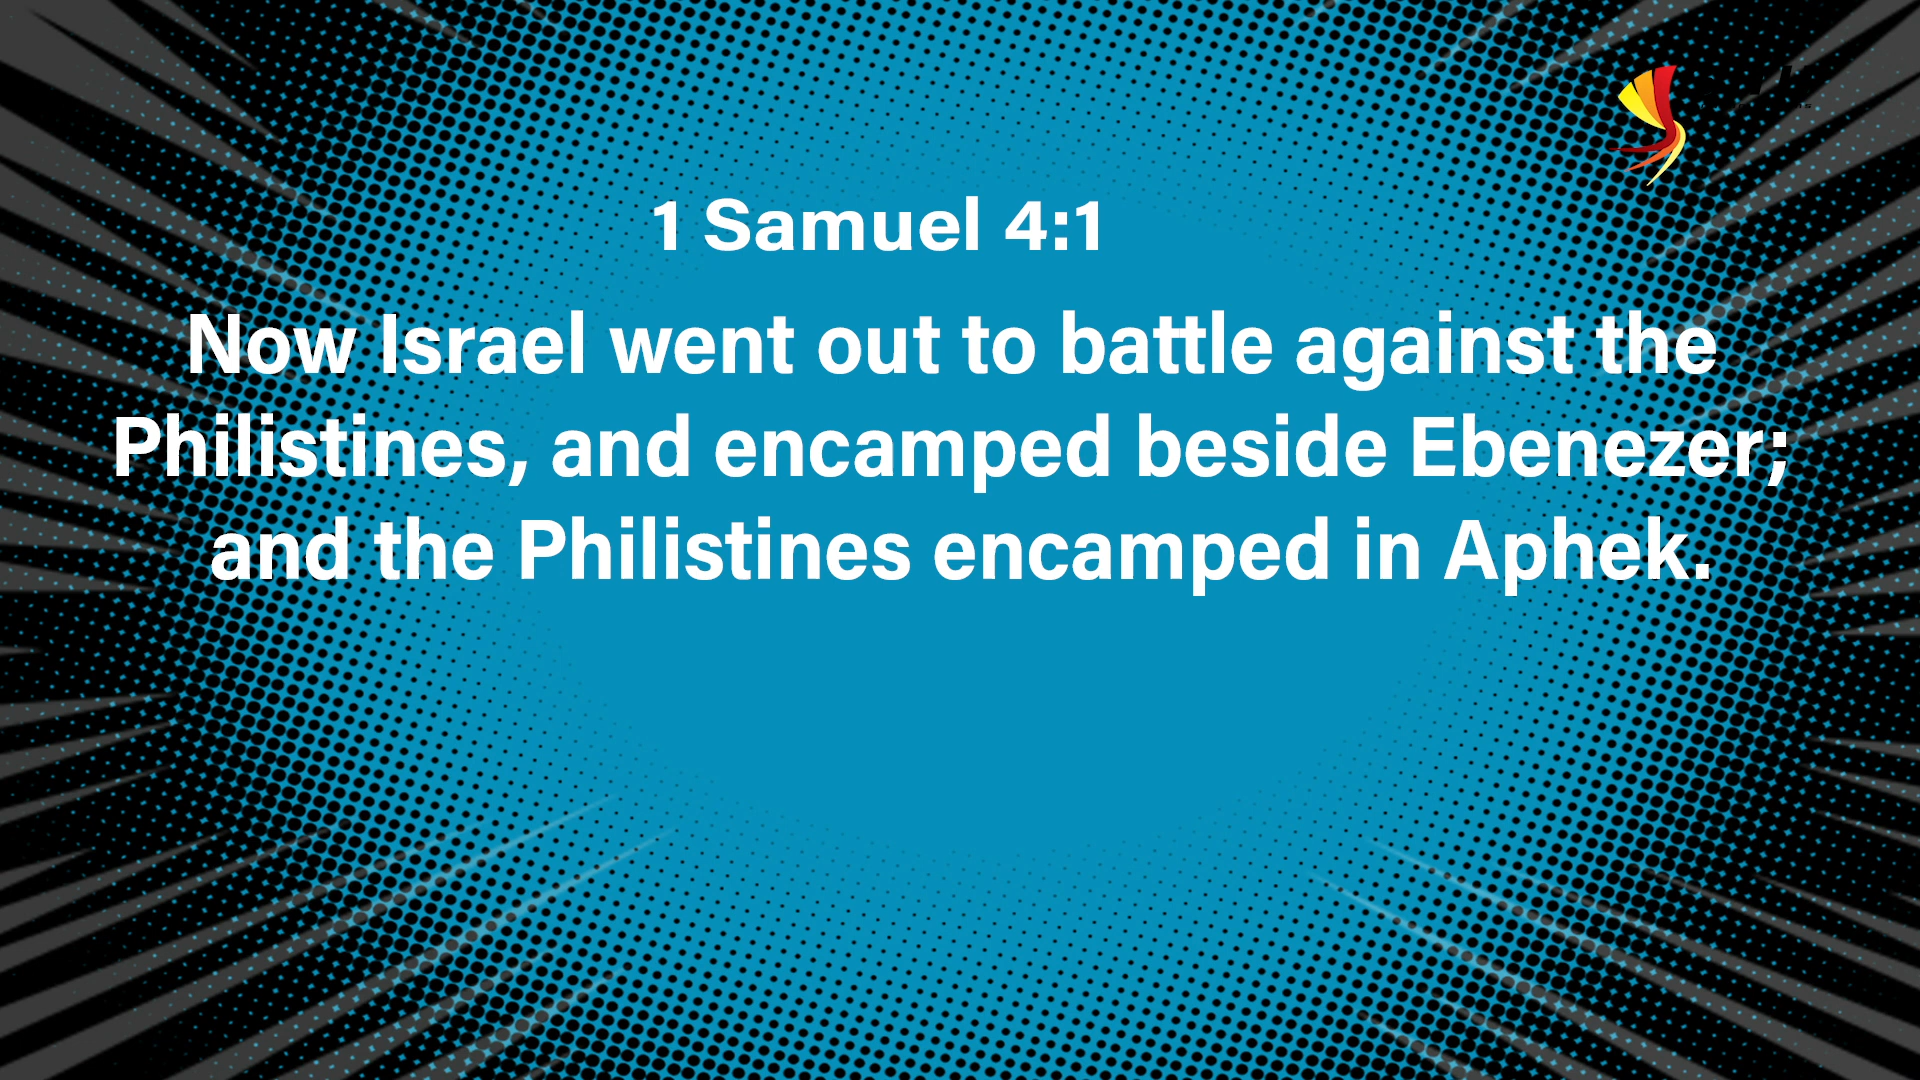 1 Samuel 4:1
Now Israel went out to battle against the
Philistines, and encamped beside Ebenezer;
and the Philistines encamped in Aphek.